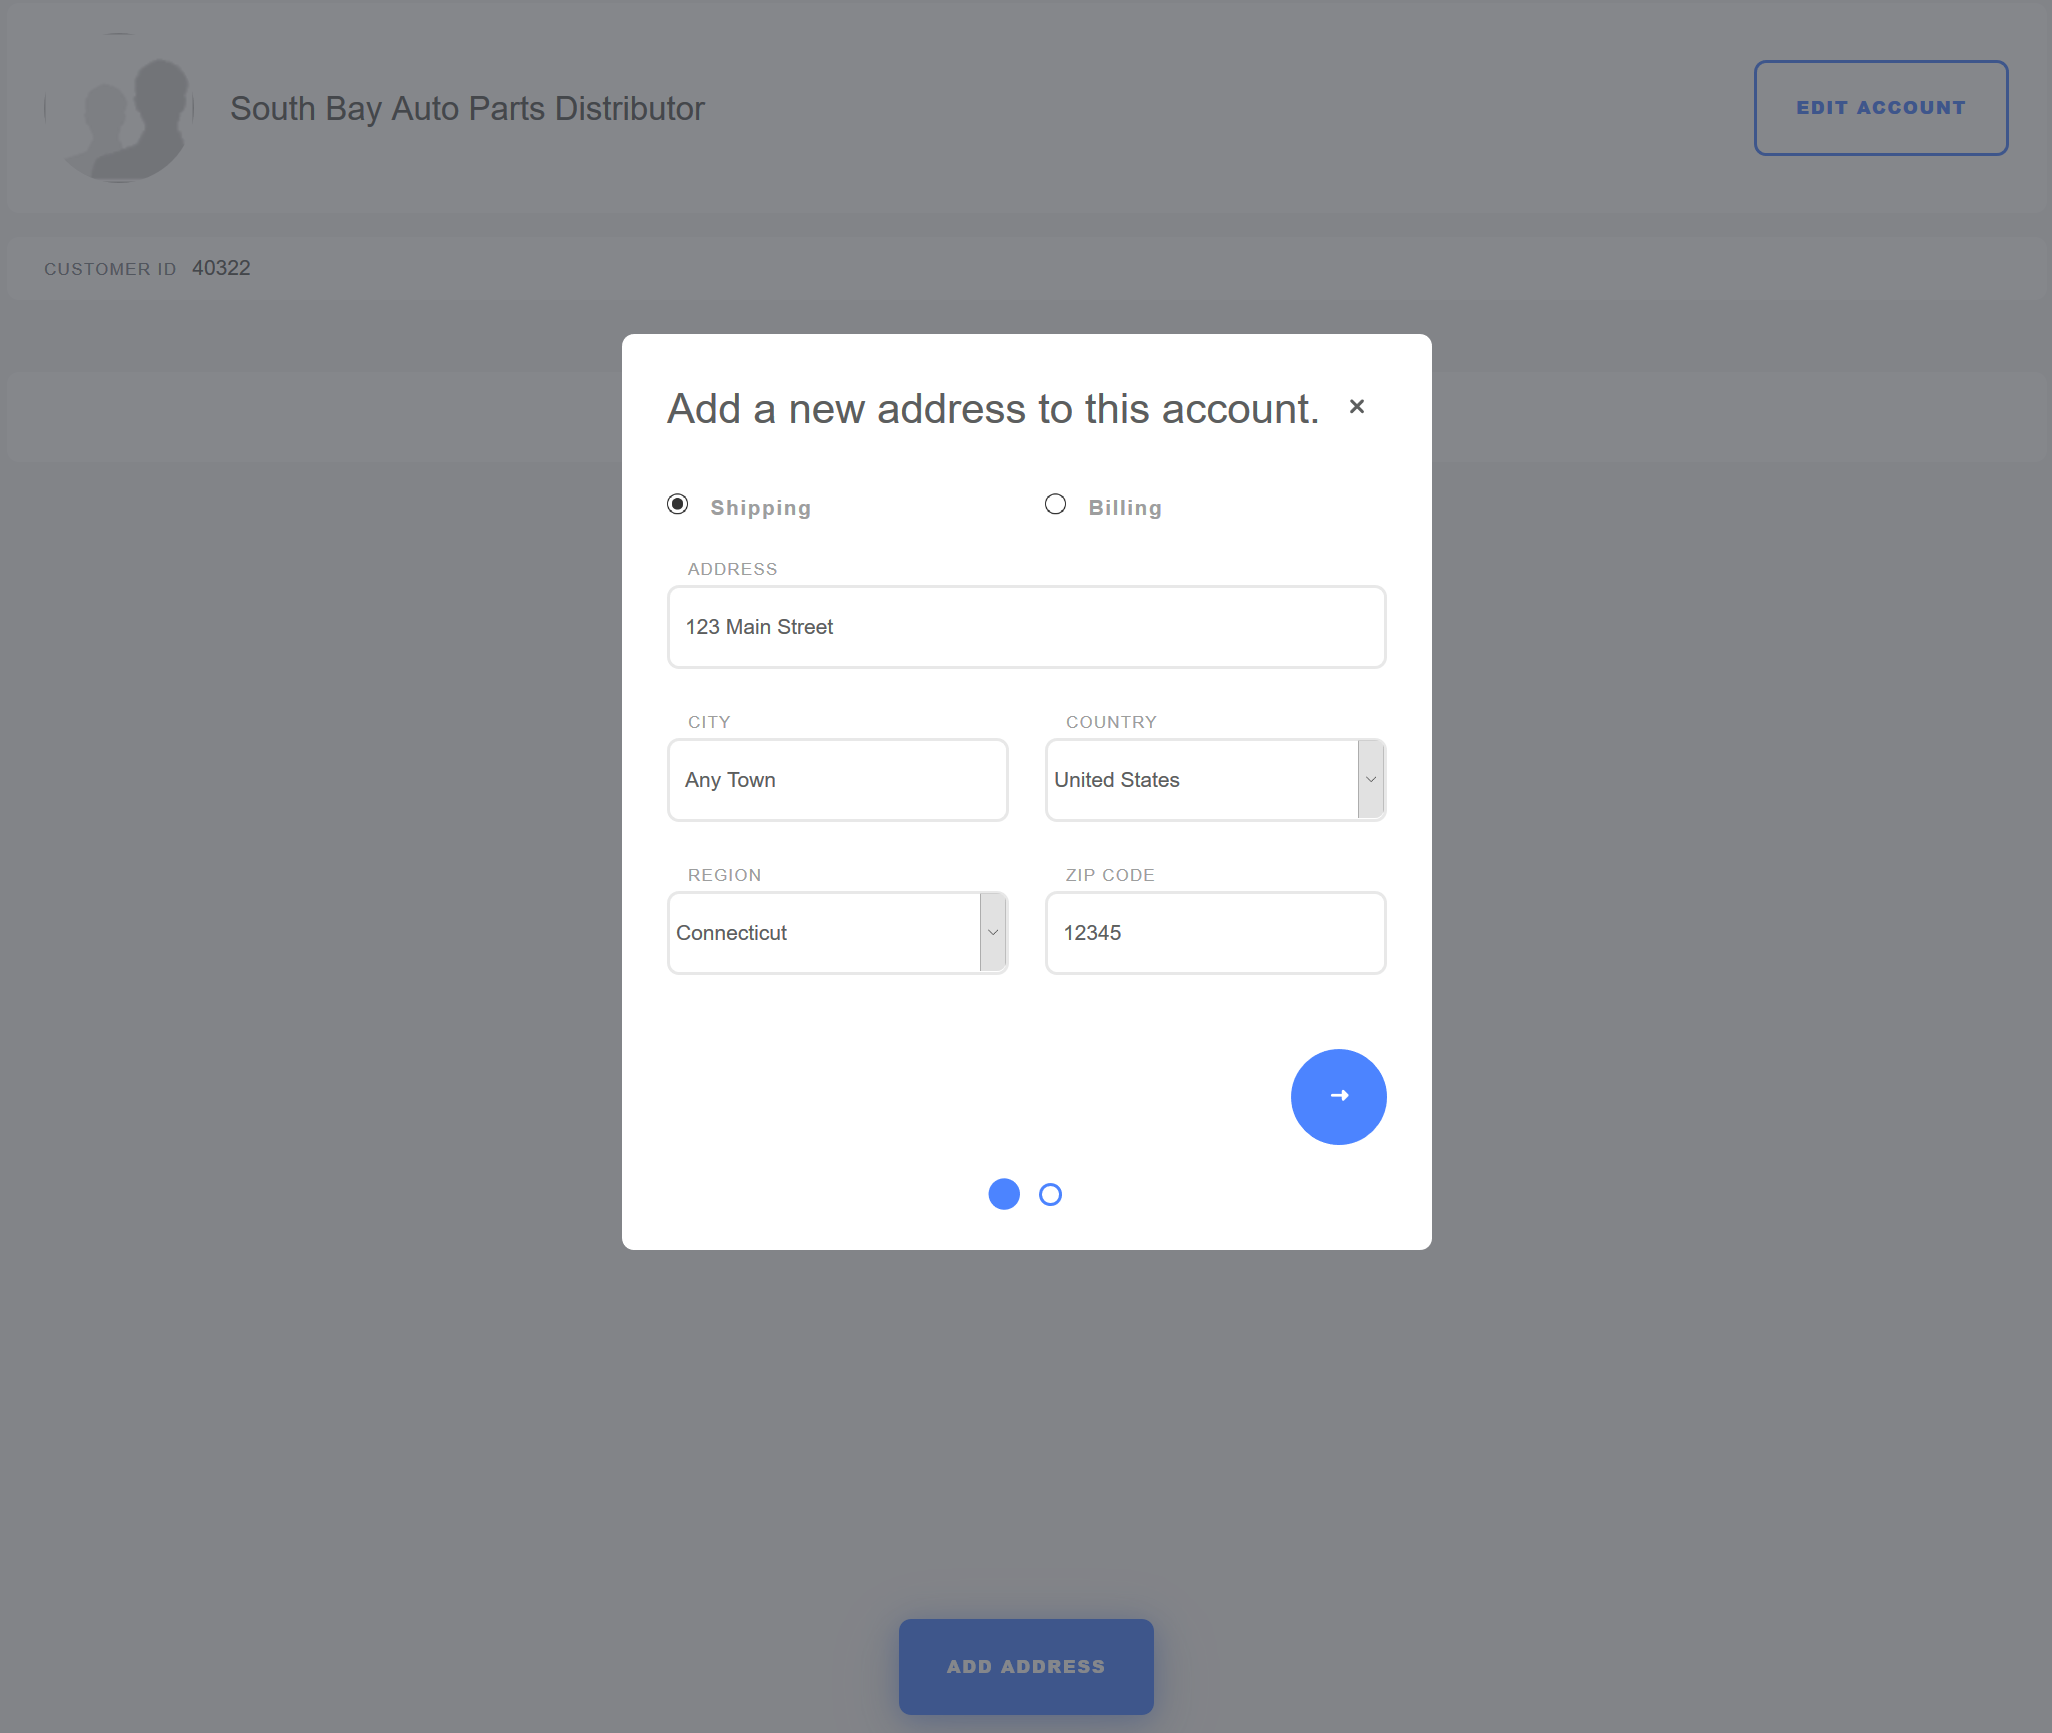 South Bay Auto Parts Distributor
EDIT ACCOUNT
CUSTOMER ID 40322
Add a new address to this account.
Shipping Billing
ADDRESS
123 Main Street
CITY COUNTRY
Any Town United States
REGION ZIP CODE
Connecticut 12345
ADD ADDRESS